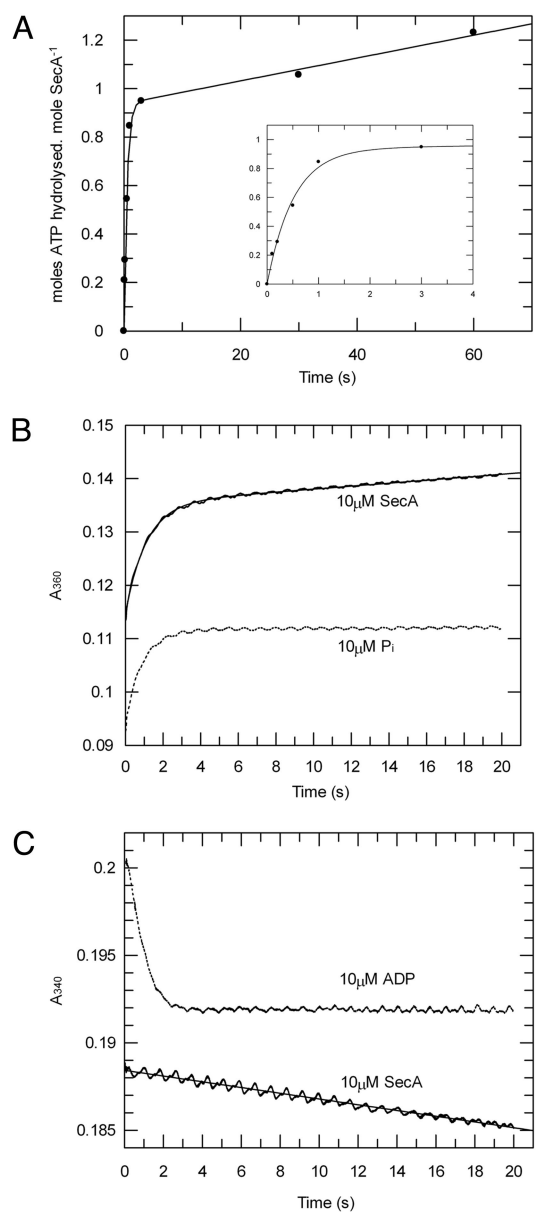 A
moles ATP hydrolysed. mole SecA-1
1.2
1
0.8
0.6
0.4
0.2
0
0 20 40 60
Time (s)
1
0.8
0.6
0.4
0.2
0
0 1 2 3 4
B
A360
0.15
0.14
0.13
0.12
0.11
0.1
0.09
10μM SecA
10μM Pi
0 2 4 6 8 10 12 14 16 18 20
Time (s)
C
A340
0.2
0.195
0.19
0.185
10μM ADP
10μM SecA
0 2 4 6 8 10 12 14 16 18 20
Time (s)